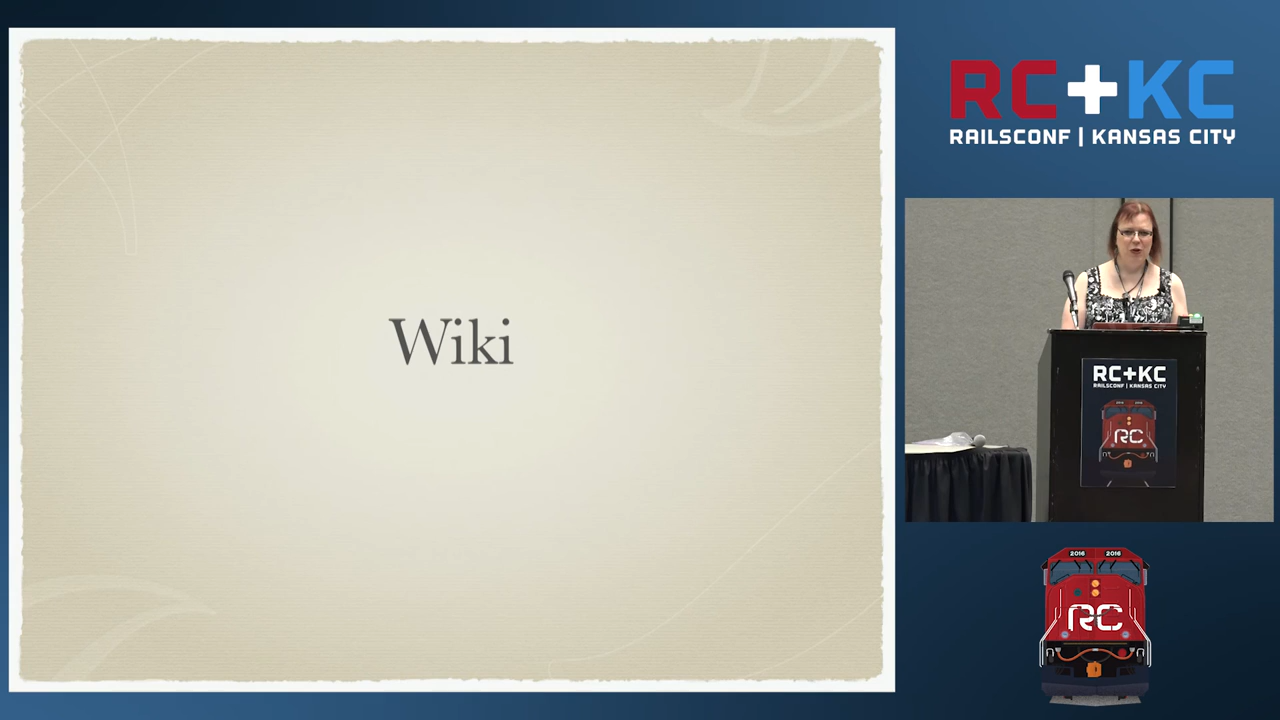 Wiki
RC+KC
RAILSCONF | KANSAS CITY
RC+KC
RAILSCONF | KANSAS CITY
RC
2016 2016
RC